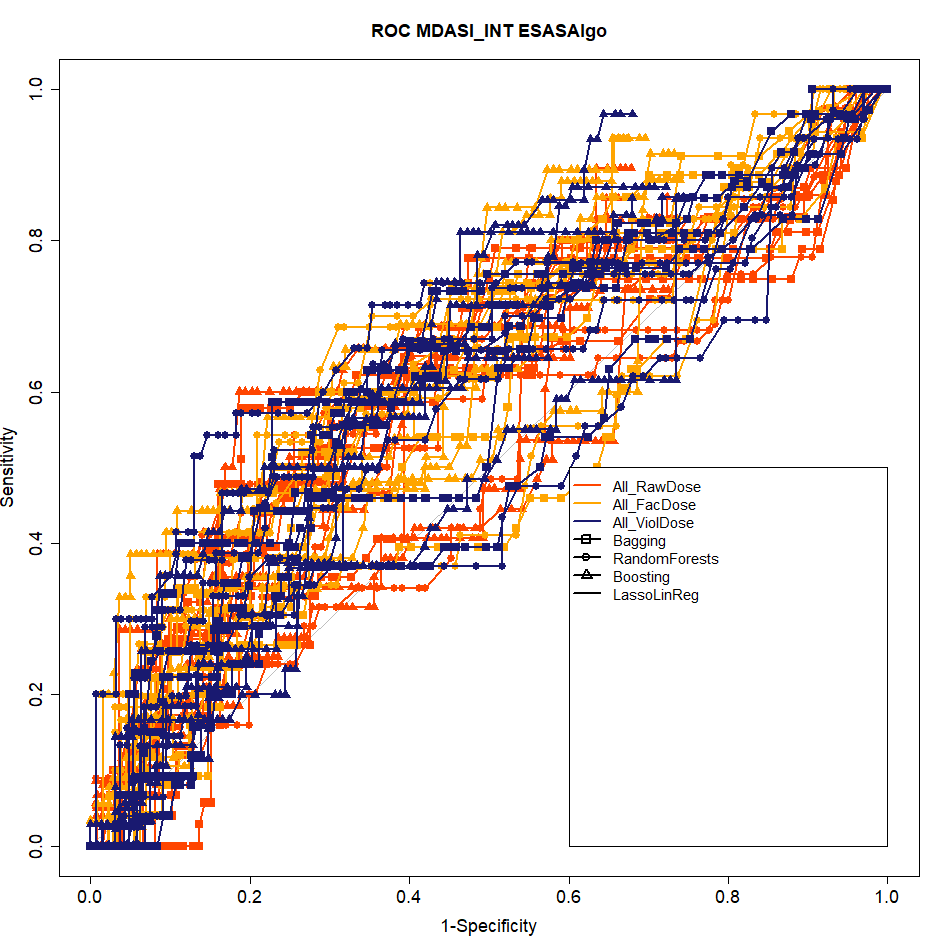 ROC MDASI_INT ESASAlgo
1.0
0.8
0.6
0.4
0.2
0.0
Sensitivity
All_RawDose
All_FacDose
All_ViolDose
Bagging
RandomForests
Boosting
LassoLinReg
0.0 0.2 0.4 0.6 0.8 1.0
1-Specificity